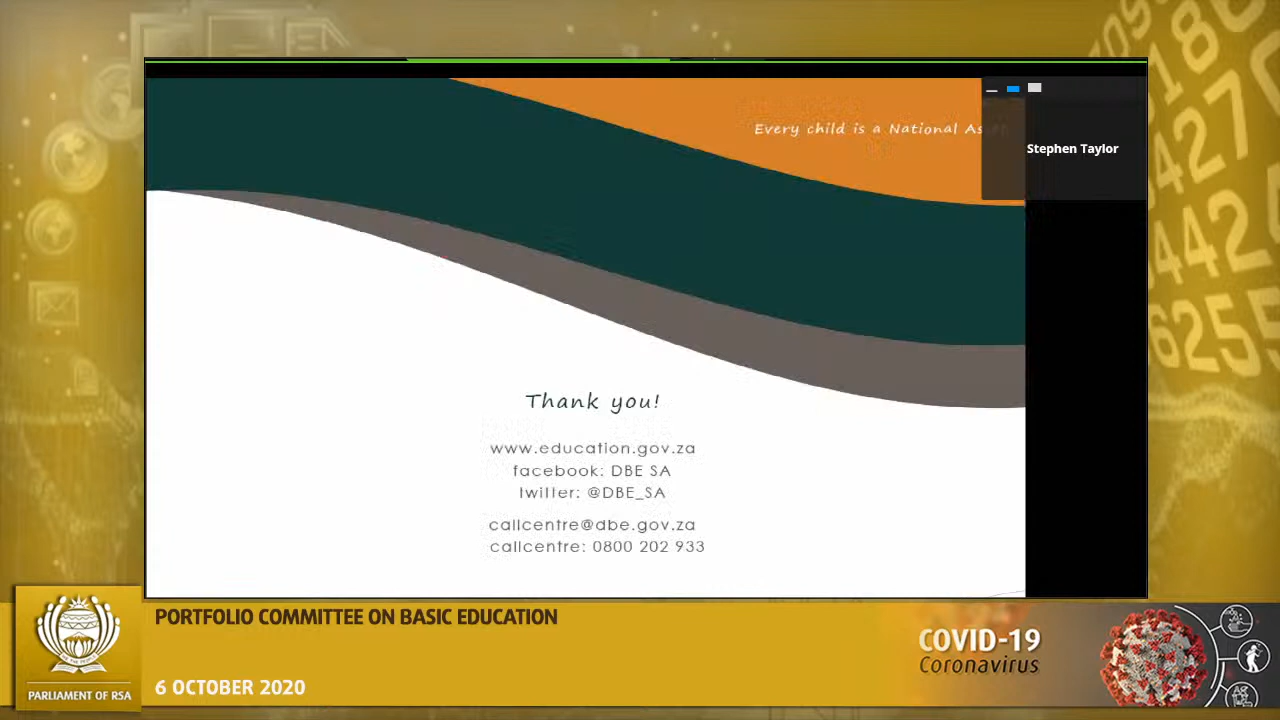 Every child is a National
Stephen Taylor
Thank you!
www.education.gov.za
facebook: DBE SA
twitter: @DBE_SA
callcentre@dbe.gov.za
callcentre: 0800 202 933
PORTFOLIO COMMITTEE ON BASIC EDUCATION
6 OCTOBER 2020
PARLIAMENT OF RSA
COVID-19
Coronavirus